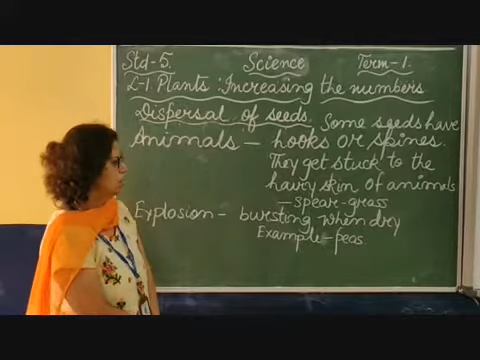 Std-5. Science Term-1.
L-1. Plants : Increasing the numbers
Dispersal of seeds.
Animals - Some seeds have
hooks or spines.
They get stuck to the
hairy skin of animals
- spear-grass
Explosion - bursting when dry
Example - peas